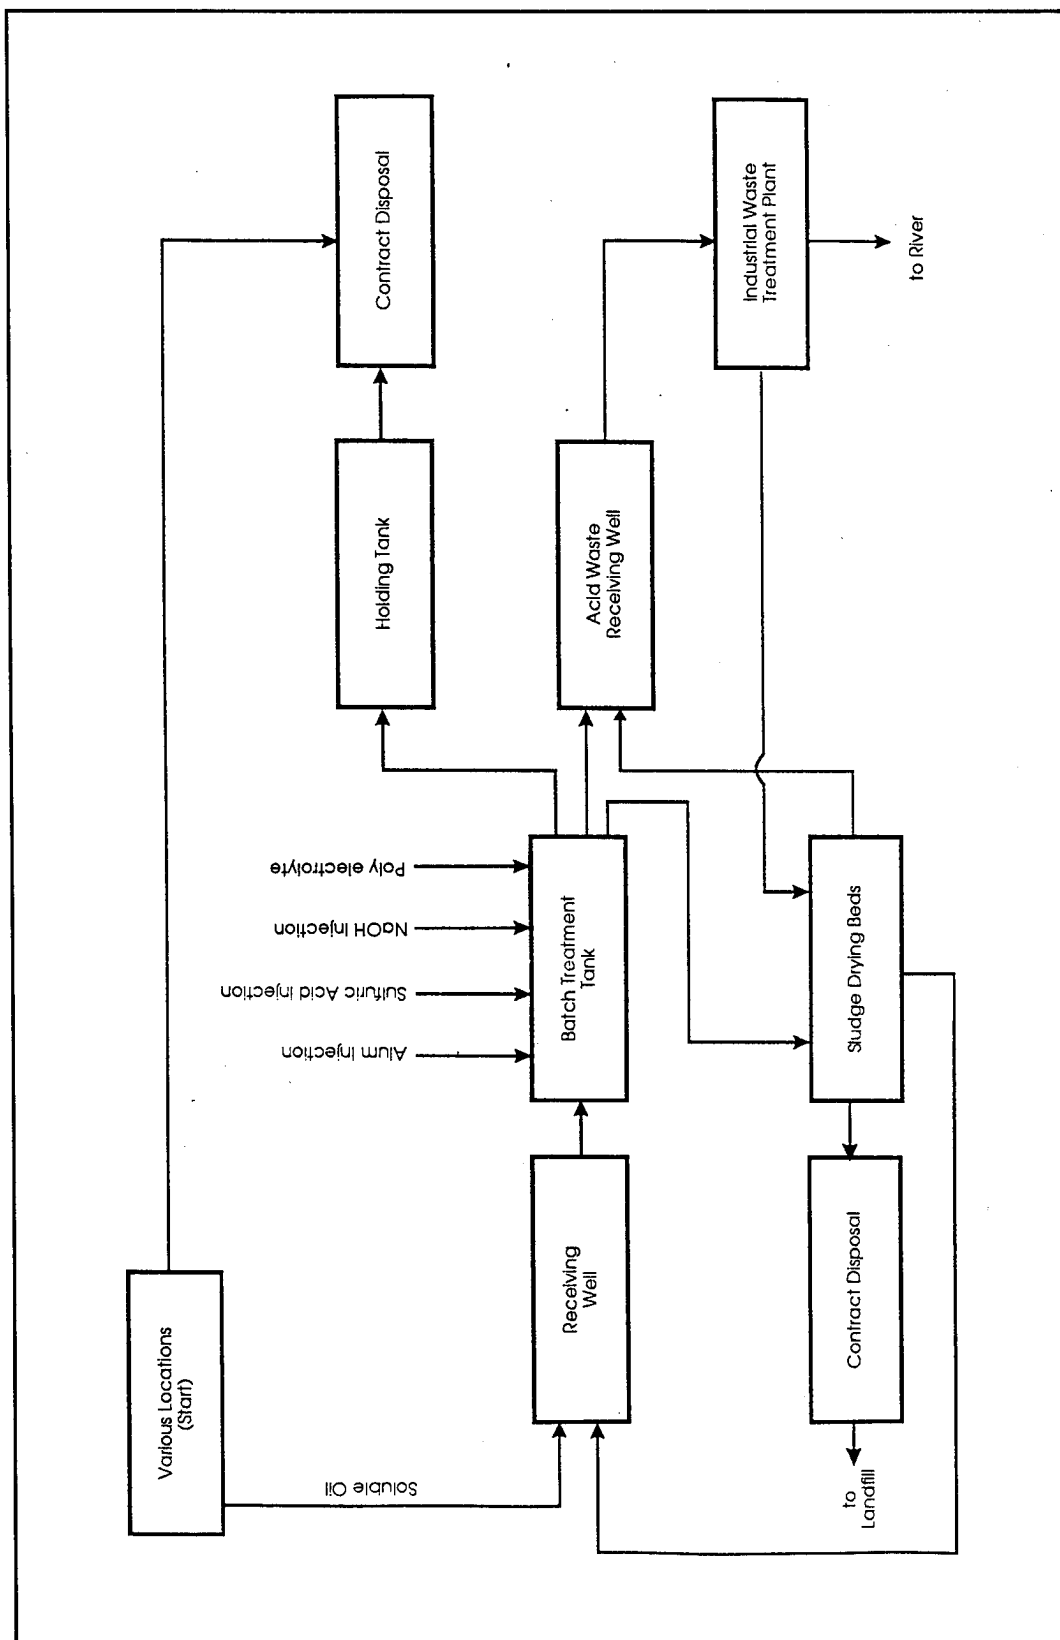 Various Locations
(Start)
Contract Disposal
Soluble Oil
Alum Injection
Sulfuric Acid Injection
NaOH Injection
Poly electrolyte
Holding Tank
Receiving
Well
Batch Treatment
Tank
Acid Waste
Receiving Well
Industrial Waste
Treatment Plant
to River
Sludge Drying Beds
Contract Disposal
to
Landfill